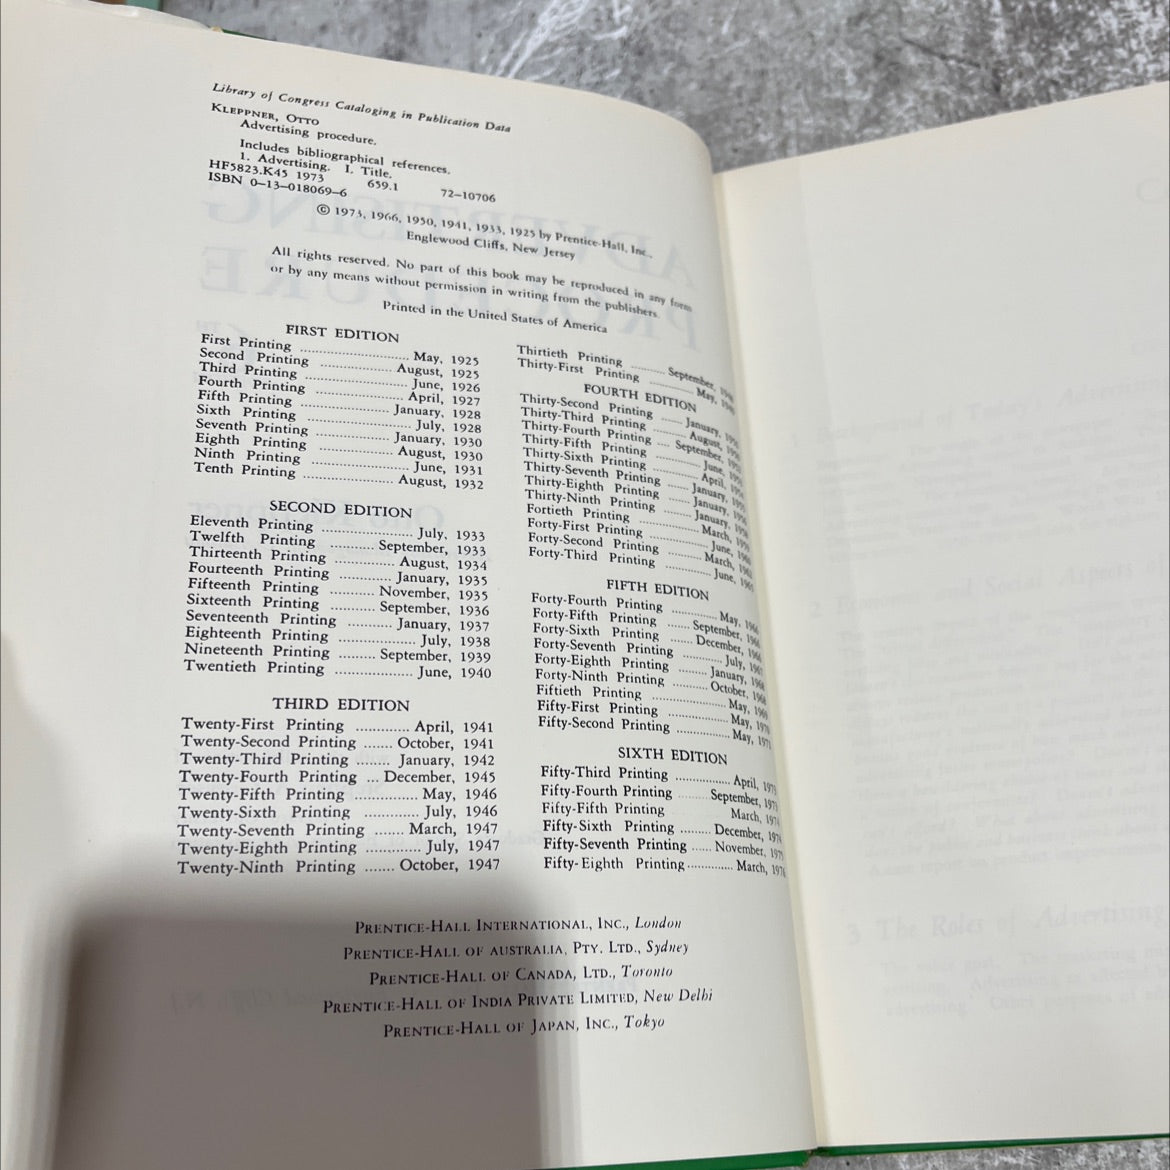 Library of Congress Cataloging in Publication Data
KLEPPNER, OTTO
Advertising procedure.
Includes bibliographical references.
1. Advertising. I. Title.
HF5823.K45 1973 659.1 72–10706
ISBN 0–13–018069–6
© 1973, 1966, 1950, 1941, 1933, 1925 by Prentice-Hall, Inc.,
Englewood Cliffs, New Jersey
All rights reserved. No part of this book may be reproduced in any form
or by any means without permission in writing from the publishers.
Printed in the United States of America
FIRST EDITION
First Printing ........................ May, 1925
Second Printing ................ August, 1925
Third Printing .................... June, 1926
Fourth Printing ................... April, 1927
Fifth Printing ................ January, 1928
Sixth Printing ..................... July, 1928
Seventh Printing ............ January, 1930
Eighth Printing ............... August, 1930
Ninth Printing ................... June, 1931
Tenth Printing ................. August, 1932
SECOND EDITION
Eleventh Printing ................ July, 1933
Twelfth Printing .......... September, 1933
Thirteenth Printing ......... August, 1934
Fourteenth Printing ......... January, 1935
Fifteenth Printing ......... November, 1935
Sixteenth Printing ......... September, 1936
Seventeenth Printing ........ January, 1937
Eighteenth Printing .............. July, 1938
Nineteenth Printing ........ September, 1939
Twentieth Printing ............... June, 1940
THIRD EDITION
Twenty-First Printing ............ April, 1941
Twenty-Second Printing ....... October, 1941
Twenty-Third Printing ........ January, 1942
Twenty-Fourth Printing ... December, 1945
Twenty-Fifth Printing ............. May, 1946
Twenty-Sixth Printing ............ July, 1946
Twenty-Seventh Printing ....... March, 1947
Twenty-Eighth Printing ............ July, 1947
Twenty-Ninth Printing ....... October, 1947
Thirtieth Printing ......... September,
Thirty-First Printing ......... May,
FOURTH EDITION
Thirty-Second Printing ...... January,
Thirty-Third Printing ......... August,
Thirty-Fourth Printing .... September,
Thirty-Fifth Printing ............ June,
Thirty-Sixth Printing ........... April,
Thirty-Seventh Printing ...... January,
Thirty-Eighth Printing ....... January,
Thirty-Ninth Printing ....... January,
Fortieth Printing ............... March,
Forty-First Printing ............. June,
Forty-Second Printing ......... March,
Forty-Third Printing ............. June,
FIFTH EDITION
Forty-Fourth Printing ............ May,
Forty-Fifth Printing ....... September,
Forty-Sixth Printing ....... December,
Forty-Seventh Printing .......... July,
Forty-Eighth Printing ........ January,
Forty-Ninth Printing ......... October,
Fiftieth Printing .................. May,
Fifty-First Printing ............... May,
Fifty-Second Printing ............. May,
SIXTH EDITION
Fifty-Third Printing ............... April, 1973
Fifty-Fourth Printing ........ September, 1973
Fifty-Fifth Printing March,
Fifty-Sixth Printing ......... December,
Fifty-Seventh Printing ...... November,
Fifty-Eighth Printing ............. March,
PRENTICE-HALL INTERNATIONAL, INC., London
PRENTICE-HALL OF AUSTRALIA, PTY. LTD., Sydney
PRENTICE-HALL OF CANADA, LTD., Toronto
PRENTICE-HALL OF INDIA PRIVATE LIMITED, New Delhi
PRENTICE-HALL OF JAPAN, INC., Tokyo
2 Economic and Social Aspects of
3 The Roles of Advertising